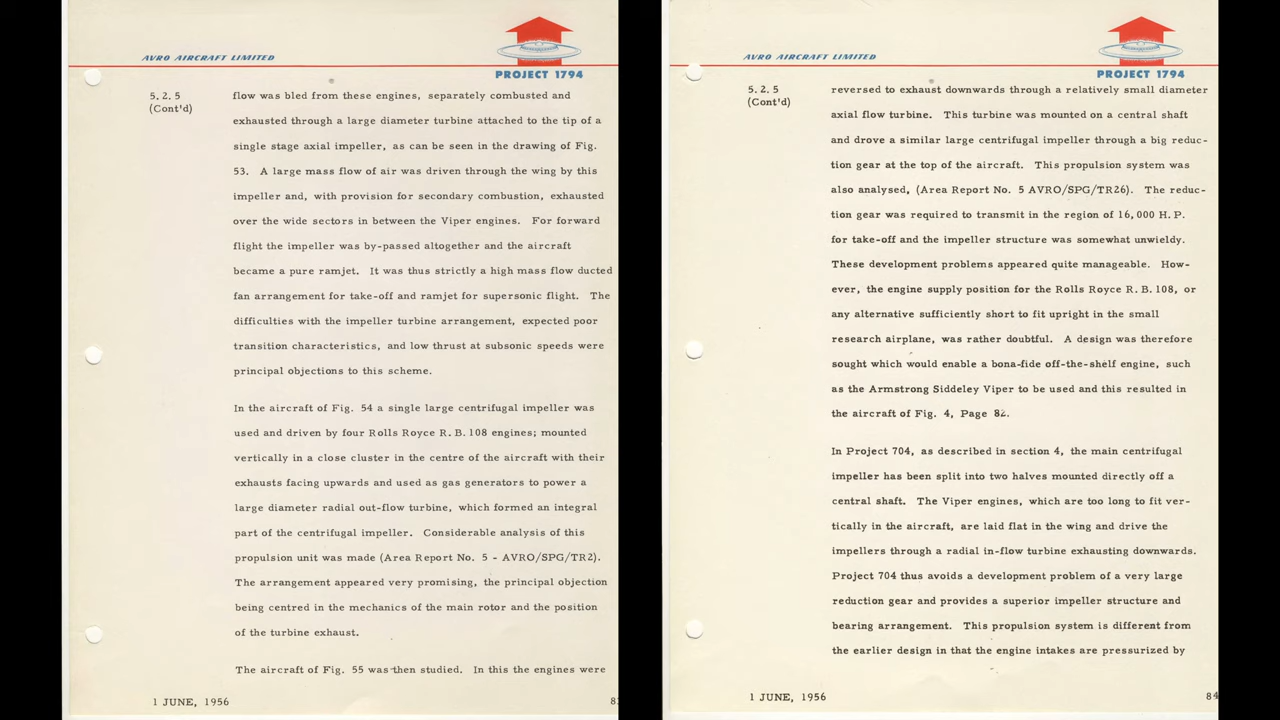 AVRO AIRCRAFT LIMITED
PROJECT 1794
5.2.5
(Cont'd)
flow was bled from these engines, separately combusted and
exhausted through a large diameter turbine attached to the tip of a
single stage axial impeller, as can be seen in the drawing of Fig.
53. A large mass flow of air was driven through the wing by this
impeller and, with provision for secondary combustion, exhausted
over the wide sectors in between the Viper engines. For forward
flight the impeller was by-passed altogether and the aircraft
became a pure ramjet. It was thus strictly a high mass flow ducted
fan arrangement for take-off and ramjet for supersonic flight. The
difficulties with the impeller turbine arrangement, expected poor
transition characteristics, and low thrust at subsonic speeds were
principal objections to this scheme.
In the aircraft of Fig. 54 a single large centrifugal impeller was
used and driven by four Rolls Royce R.B.108 engines; mounted
vertically in a close cluster in the centre of the aircraft with their
exhausts facing upwards and used as gas generators to power a
large diameter radial out-flow turbine, which formed an integral
part of the centrifugal impeller. Considerable analysis of this
propulsion unit was made (Area Report No. 5 - AVRO/SPG/TR2).
The arrangement appeared very promising, the principal objection
being centred in the mechanics of the main rotor and the position
of the turbine exhaust.
The aircraft of Fig. 55 was then studied. In this the engines were
1 JUNE, 1956
AVRO AIRCRAFT LIMITED
PROJECT 1794
5.2.5
(Cont'd)
reversed to exhaust downwards through a relatively small diameter
axial flow turbine. This turbine was mounted on a central shaft
and drove a similar large centrifugal impeller through a big reduc-
tion gear at the top of the aircraft. This propulsion system was
also analysed, (Area Report No. 5 AVRO/SPG/TR26). The reduc-
tion gear was required to transmit in the region of 16,000 H.P.
for take-off and the impeller structure was somewhat unwieldy.
These development problems appeared quite manageable. How-
ever, the engine supply position for the Rolls Royce R.B.108, or
any alternative sufficiently short to fit upright in the small
research airplane, was rather doubtful. A design was therefore
sought which would enable a bona-fide off-the-shelf engine, such
as the Armstrong Siddeley Viper to be used and this resulted in
the aircraft of Fig. 4, Page 82.
In Project 704, as described in section 4, the main centrifugal
impeller has been split into two halves mounted directly off a
central shaft. The Viper engines, which are too long to fit ver-
tically in the aircraft, are laid flat in the wing and drive the
impellers through a radial in-flow turbine exhausting downwards.
Project 704 thus avoids a development problem of a very large
reduction gear and provides a superior impeller structure and
bearing arrangement. This propulsion system is different from
the earlier design in that the engine intakes are pressurized by
1 JUNE, 1956
84